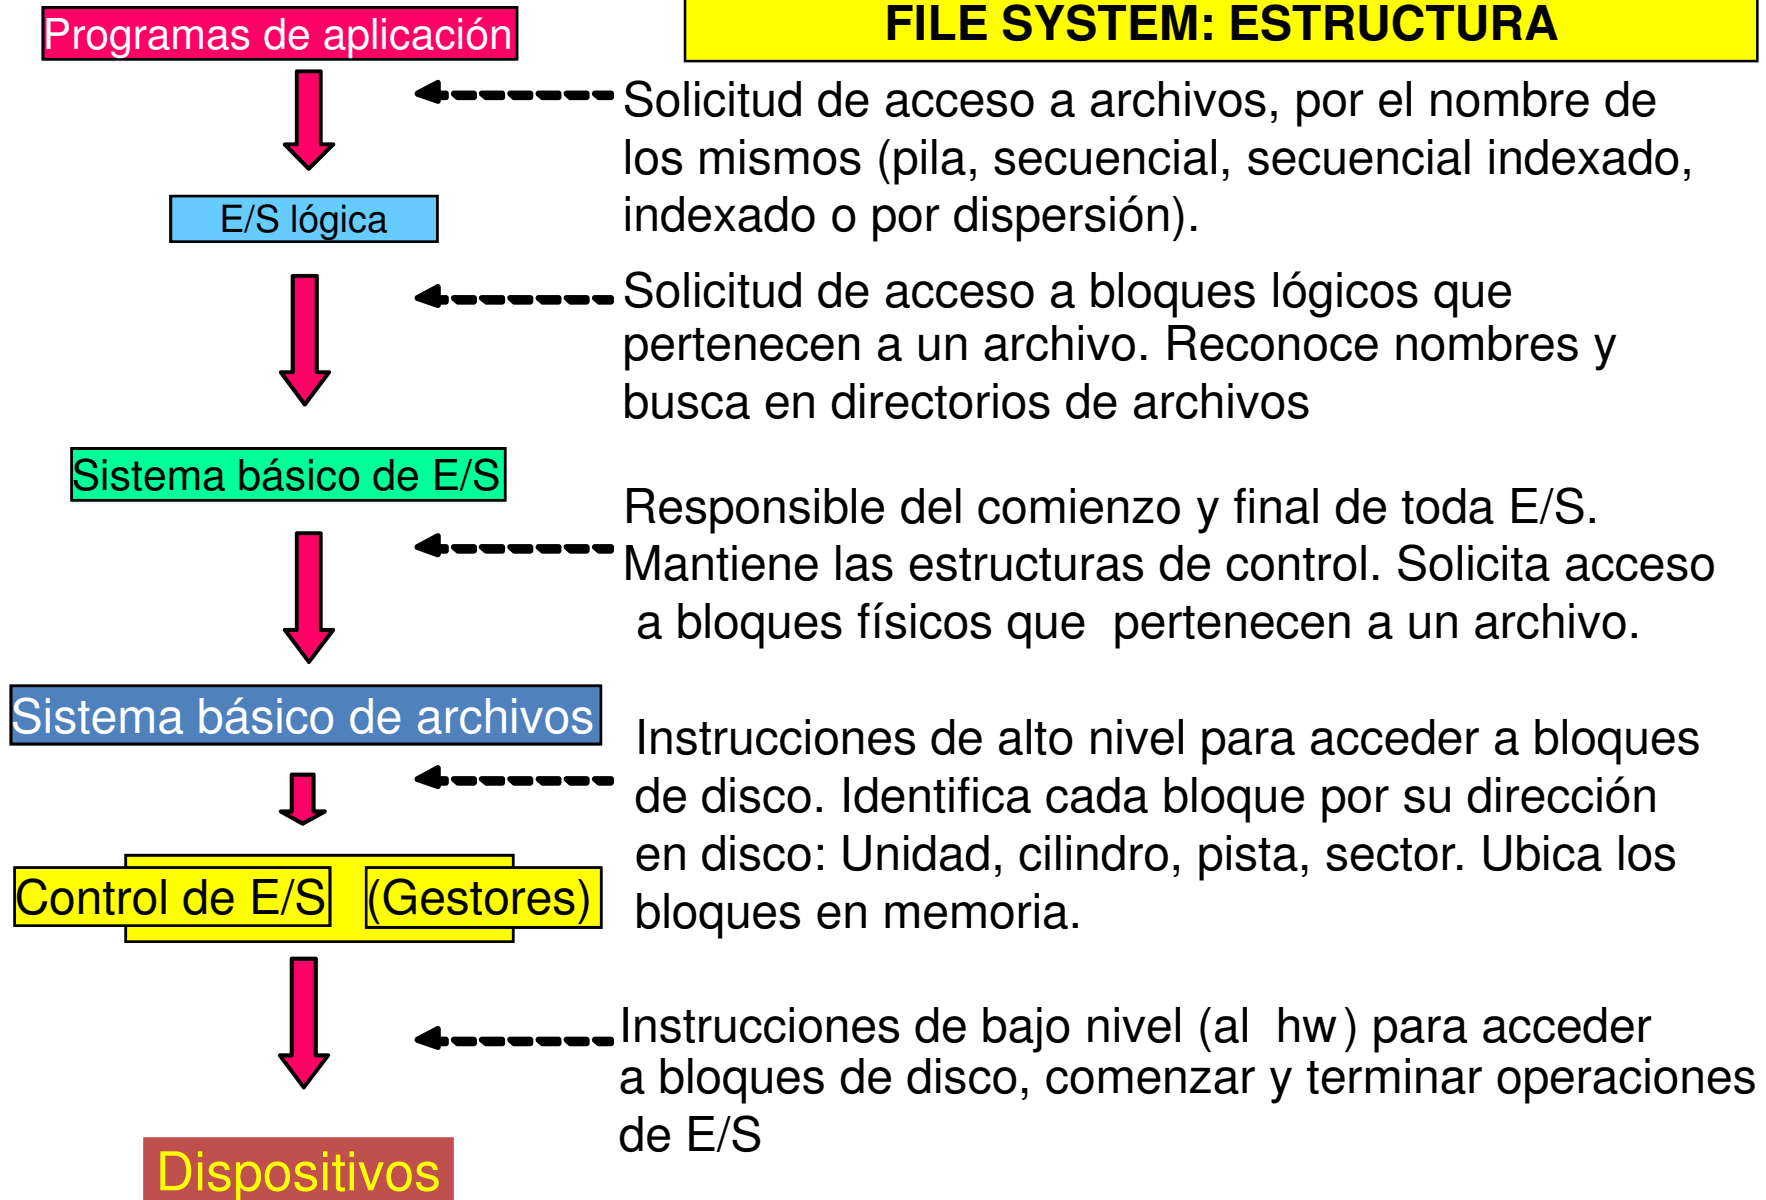 FILE SYSTEM: ESTRUCTURA
Programas de aplicación
Solicitud de acceso a archivos, por el nombre de
los mismos (pila, secuencial, secuencial indexado,
indexado o por dispersión).
E/S lógica
Solicitud de acceso a bloques lógicos que
pertenecen a un archivo. Reconoce nombres y
busca en directorios de archivos
Sistema básico de E/S
Responsible del comienzo y final de toda E/S.
Mantiene las estructuras de control. Solicita acceso
a bloques físicos que pertenecen a un archivo.
Sistema básico de archivos
Instrucciones de alto nivel para acceder a bloques
de disco. Identifica cada bloque por su dirección
en disco: Unidad, cilindro, pista, sector. Ubica los
bloques en memoria.
Control de E/S (Gestores)
Instrucciones de bajo nivel (al hw) para acceder
a bloques de disco, comenzar y terminar operaciones
de E/S
Dispositivos